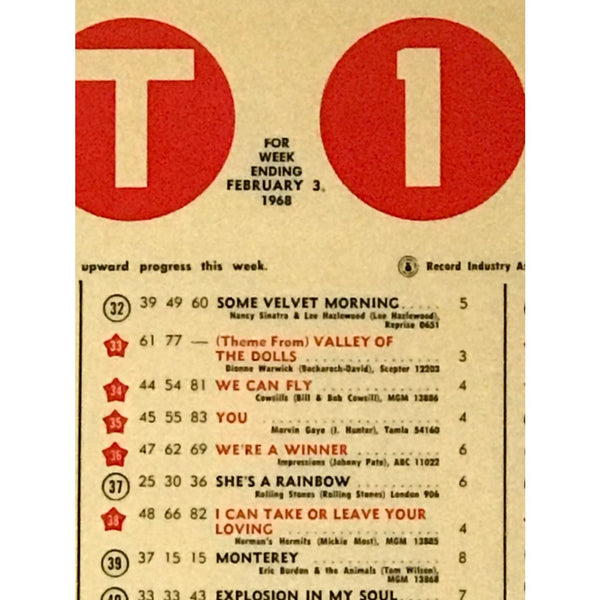 T 1
FOR
WEEK
ENDING
FEBRUARY 3,
1968
upward progress this week.
Record Industry As
32 39 49 60 SOME VELVET MORNING..... 5
Nancy Sinatra & Lee Hazlewood (Lee Hazlewood),
Reprise 0651
33 61 77 — (Theme From) VALLEY OF
THE DOLLS .................. 3
Dionne Warwick (Bacharach-David), Scepter 12203
34 44 54 81 WE CAN FLY .................. 4
Cowsills (Bill & Bob Cowsill), MGM 13886
35 45 55 83 YOU .................. 4
Marvin Gaye (J. Hunter), Tamla 54160
36 47 62 69 WE'RE A WINNER ............ 6
Impressions (Johnny Pate), ABC 11022
37 25 30 36 SHE'S A RAINBOW ............ 6
Rolling Stones (Rolling Stones) London 906
38 48 66 82 I CAN TAKE OR LEAVE YOUR
LOVING .................. 4
Herman's Hermits (Mickie Most), MGM 13885
39 37 15 15 MONTEREY .................. 8
Eric Burdon & the Animals (Tom Wilson),
MGM 13868
40 33 33 43 EXPLOSION IN MY SOUL..... 7